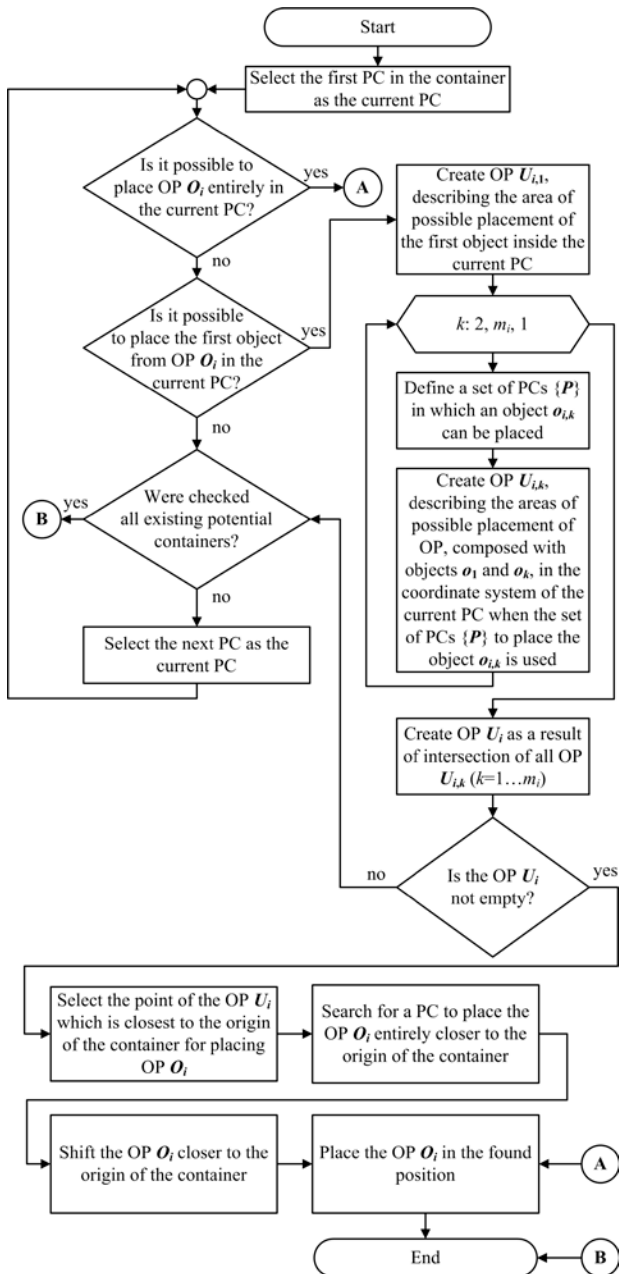 Start
Select the first PC in the container
as the current PC
Is it possible to
place OP Oi entirely in
the current PC?
yes
A
no
Create OP Ui,1,
describing the area of
possible placement of
the first object inside the
current PC
Is it possible
to place the first object
from OP Oi in the
current PC?
yes
no
k: 2, mi, 1
Define a set of PCs {P}
in which an object oi,k
can be placed
B
yes
Were checked
all existing potential
containers?
no
Create OP Ui,k,
describing the areas of
possible placement of
OP, composed with
objects o1 and ok, in the
coordinate system of the
current PC when the set
of PCs {P} to place the
object oi,k is used
Select the next PC as the
current PC
Create OP Ui as a result
of intersection of all OP
Ui,k (k=1…mi)
no
Is the OP Ui
not empty?
yes
Select the point of the OP Ui
which is closest to the origin
of the container for placing
OP Oi
Search for a PC to place the
OP Oi entirely closer to the
origin of the container
Shift the OP Oi closer to the
origin of the container
Place the OP Oi in the found
position
A
End
B